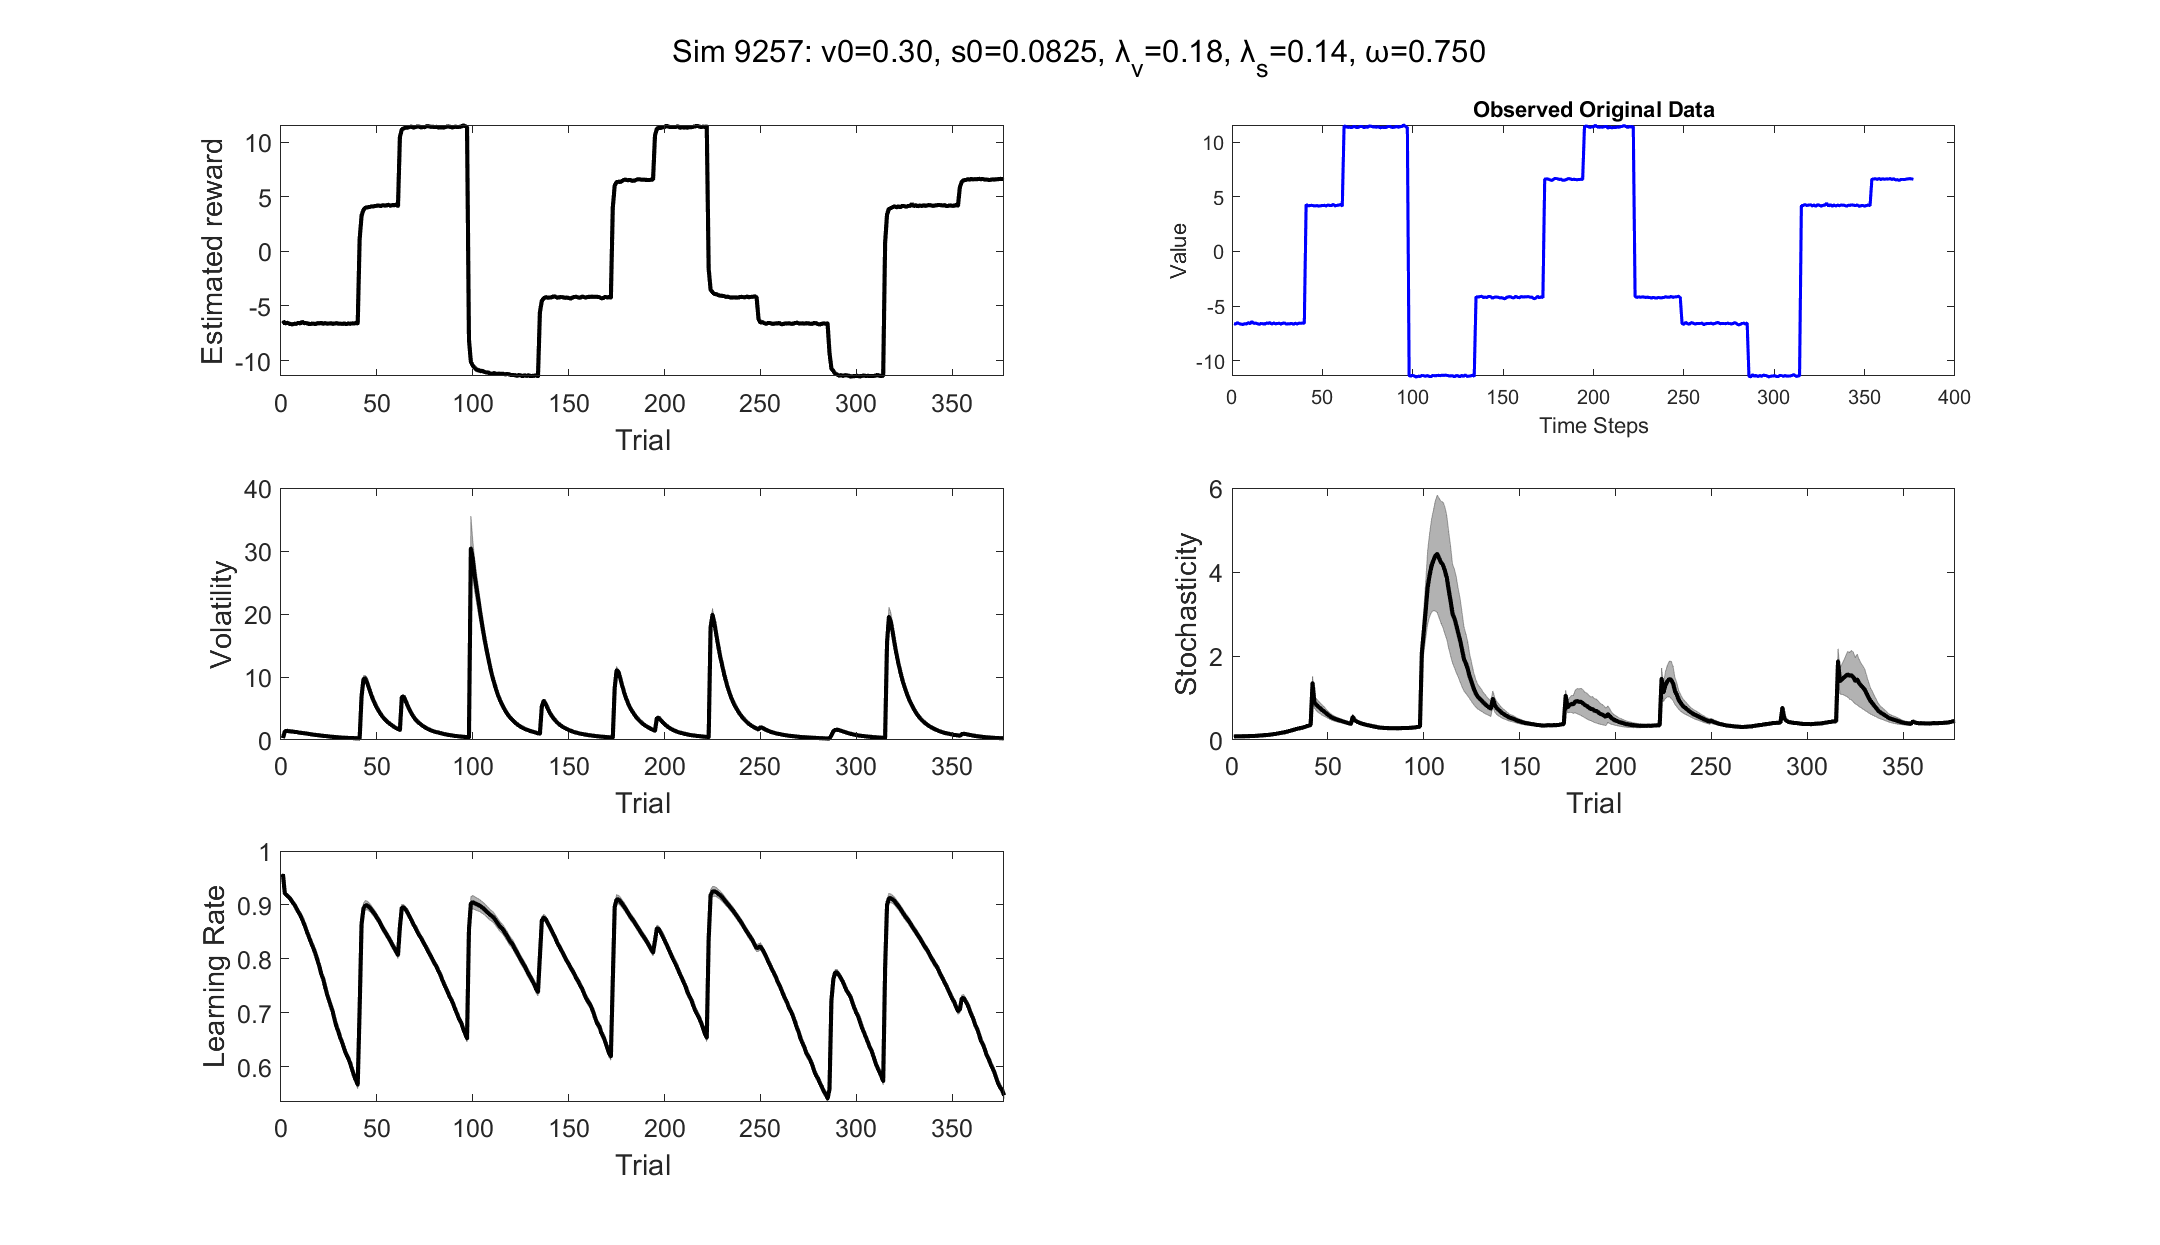 Sim 9257: v0=0.30, s0=0.0825, λ_v=0.18, λ_s=0.14, ω=0.750
Estimated reward
10
5
0
-5
-10
0 50 100 150 200 250 300 350
Trial
Observed Original Data
Value
10
5
0
-5
-10
0 50 100 150 200 250 300 350 400
Time Steps
Volatility
40
30
20
10
0
0 50 100 150 200 250 300 350
Trial
Stochasticity
6
4
2
0
0 50 100 150 200 250 300 350
Trial
Learning Rate
1
0.9
0.8
0.7
0.6
0 50 100 150 200 250 300 350
Trial